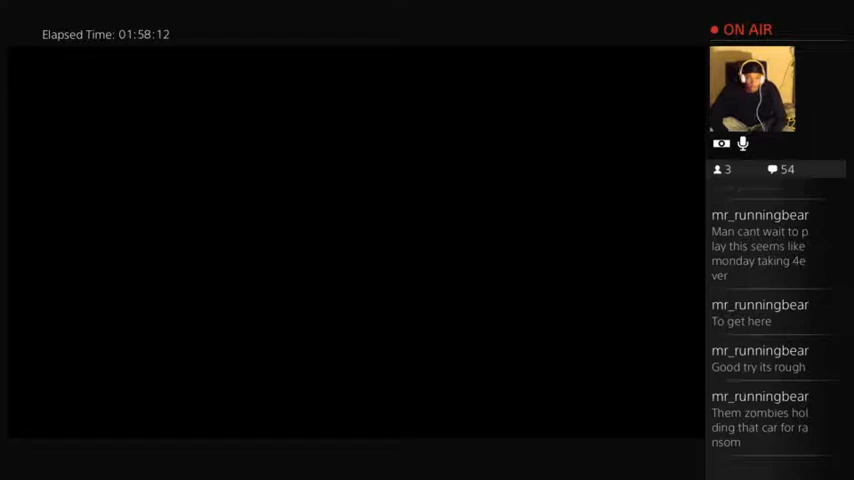 Elapsed Time: 01:58:12
ON AIR
3
54
mr_runningbear
Man cant wait to p
lay this seems like
monday taking 4e
ver
mr_runningbear
To get here
mr_runningbear
Good try its rough
mr_runningbear
Them zombies hol
ding that car for ra
nsom